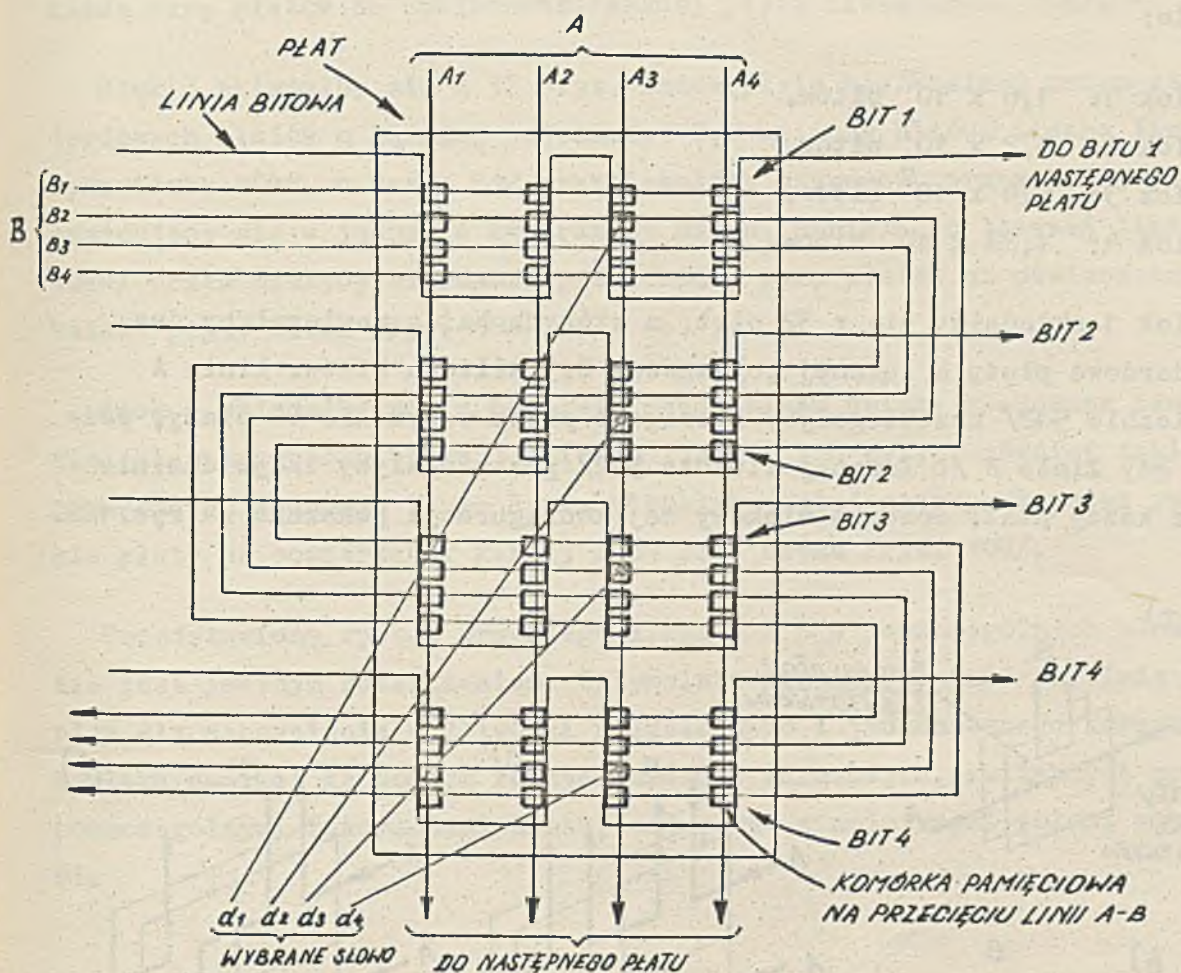 A
PŁAT
A1 A2 A3 A4
LINIA BITOWA
BIT 1
DO BITU 1
NASTĘPNEGO
PŁATU
B
B1
B2
B3
B4
BIT 2
BIT 2
BIT 3
BIT3
BIT 4
BIT 4
KOMÓRKA PAMIĘCIOWA
NA PRZECIĘCIU LINII A-B
d1 d2 d3 d4
WYBRANE SŁOWO
DO NASTĘPNEGO PŁATU